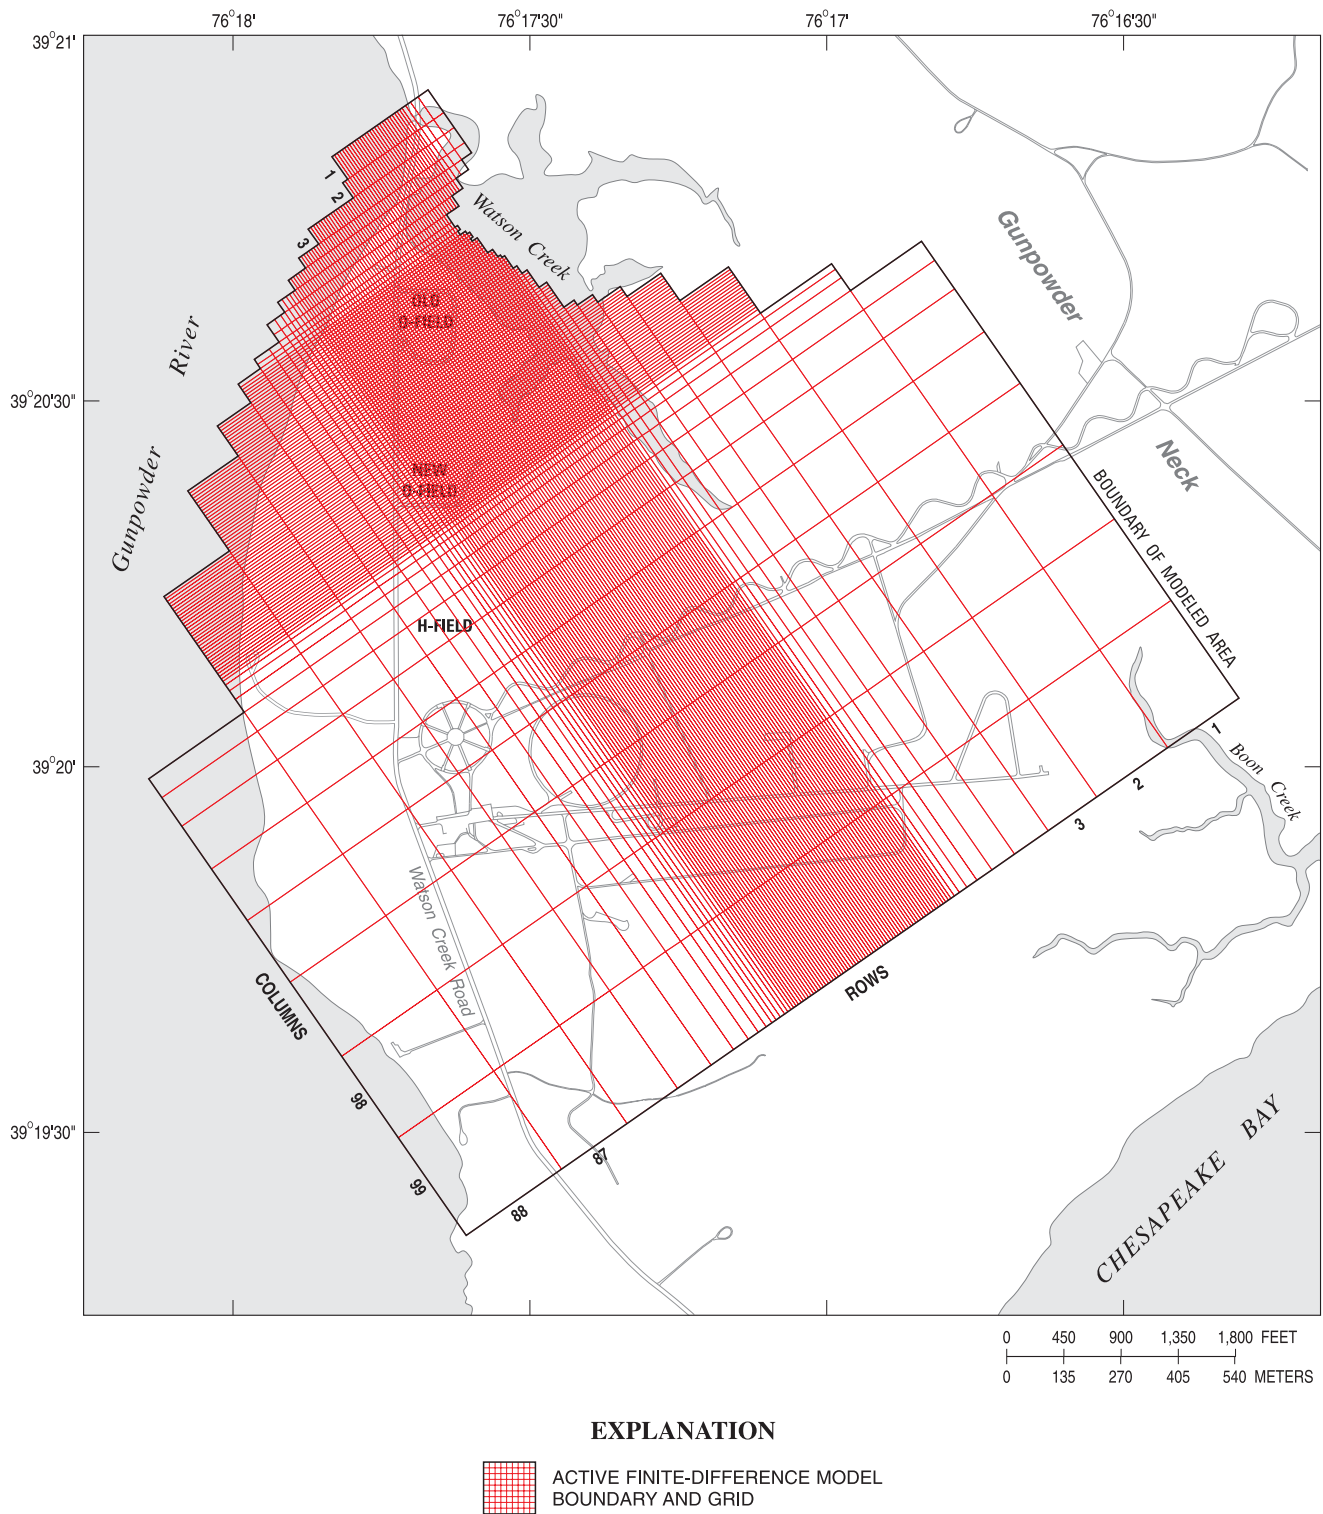 76°18' 76°17'30" 76°17' 76°16'30"
39°21'
39°20'30"
39°20'
39°19'30"
1
2
3
Watson Creek
Gunpowder
Neck
OLD
O-FIELD
River
Gunpowder
NEW
O-FIELD
H-FIELD
BOUNDARY OF MODELED AREA
1
2
3
Boon Creek
Watson Creek Road
ROWS
COLUMNS
98
99
87
88
CHESAPEAKE BAY
0 450 900 1,350 1,800 FEET
0 135 270 405 540 METERS
EXPLANATION
ACTIVE FINITE-DIFFERENCE MODEL
BOUNDARY AND GRID